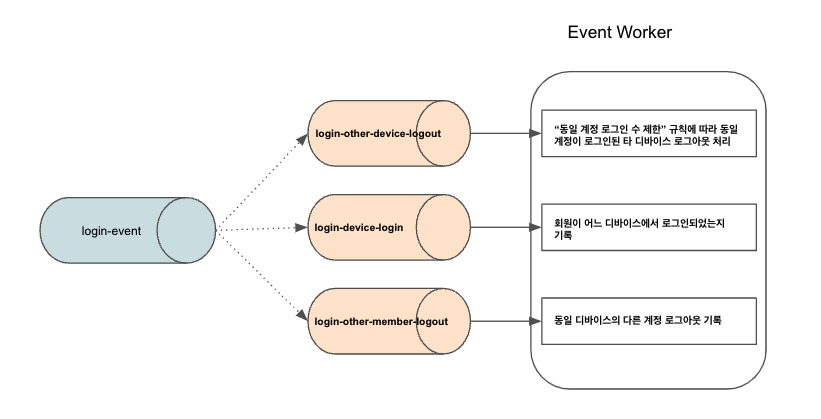 Event Worker
login-other-device-logout
“동일 계정 로그인 수 제한” 규칙에 따라 동일
계정이 로그인된 타 디바이스 로그아웃 처리
login-event
login-device-login
회원이 어느 디바이스에서 로그인되었는지
기록
login-other-member-logout
동일 디바이스의 다른 계정 로그아웃 기록